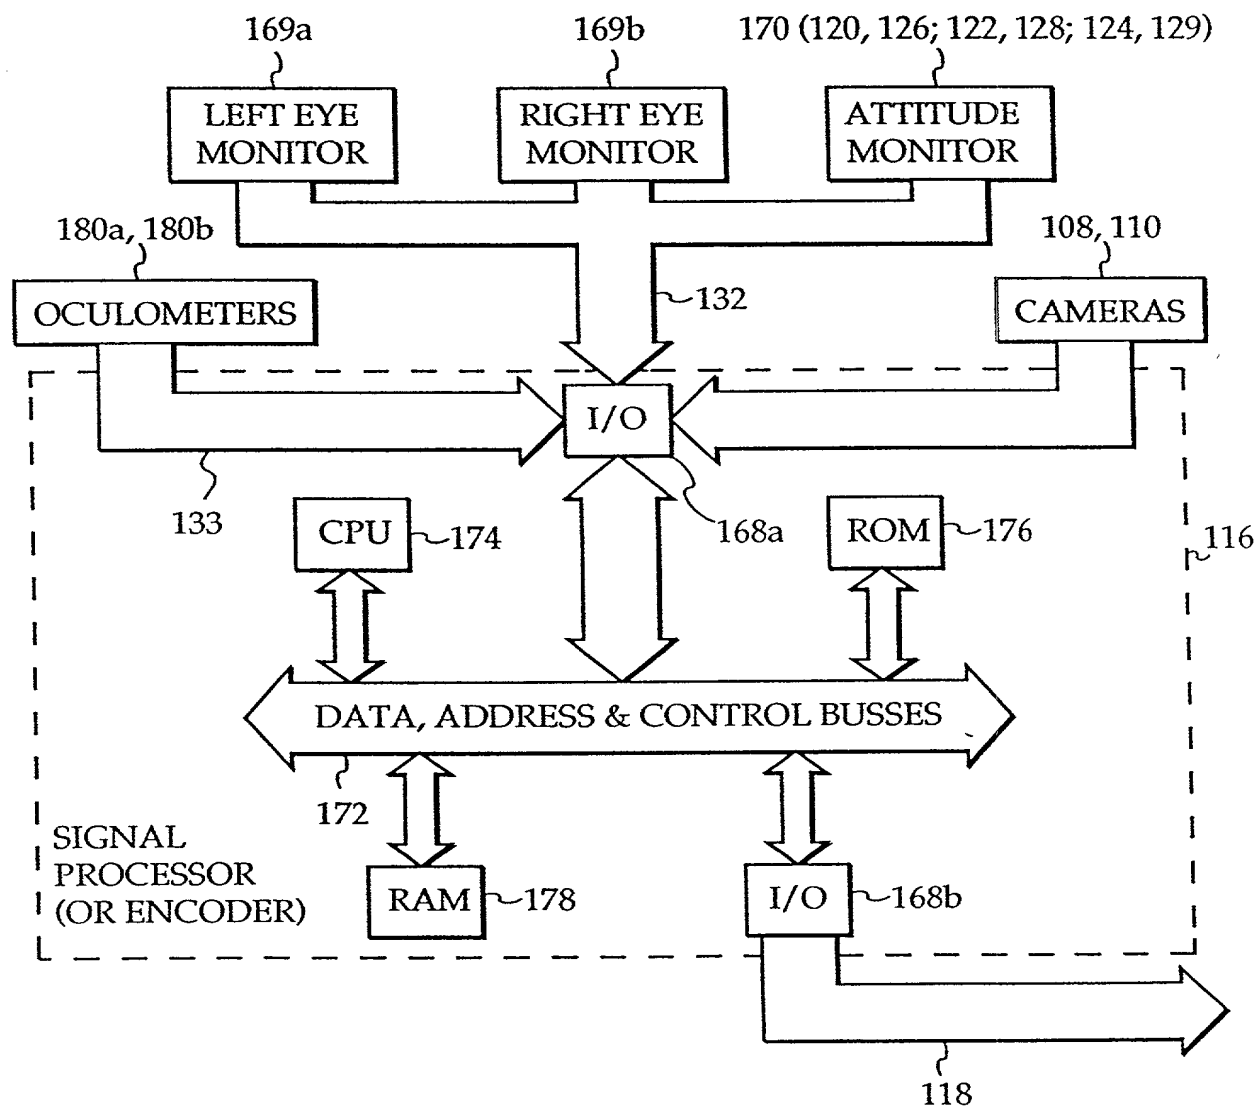 169a
169b
170 (120, 126; 122, 128; 124, 129)
LEFT EYE
MONITOR
RIGHT EYE
MONITOR
ATTITUDE
MONITOR
180a, 180b
108, 110
OCULOMETERS
132
CAMERAS
I/O
133
CPU
174
168a
ROM
176
116
DATA, ADDRESS & CONTROL BUSSES
172
SIGNAL
PROCESSOR
(OR ENCODER)
RAM
178
I/O
168b
118